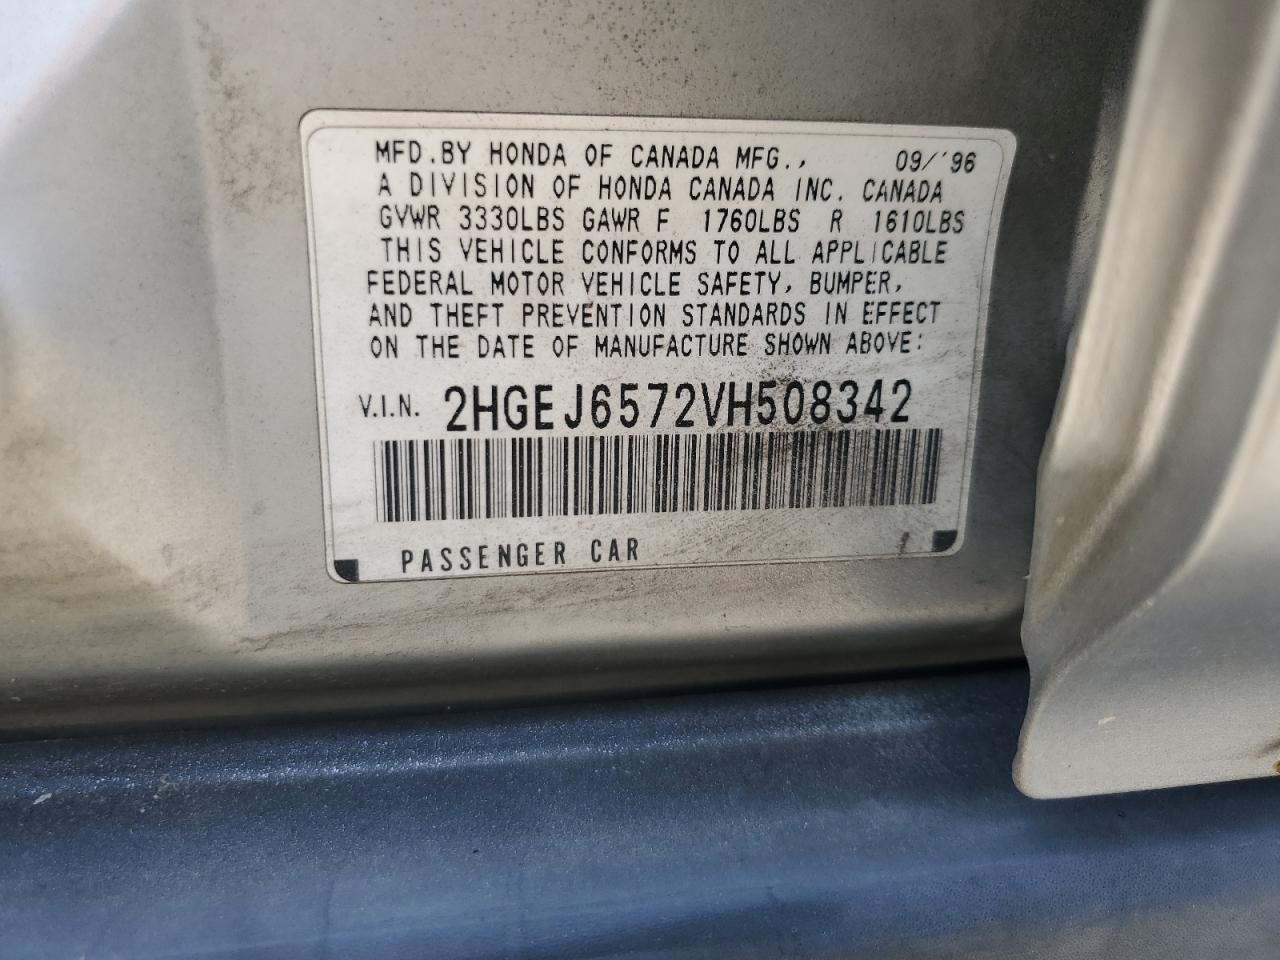 MFD.BY HONDA OF CANADA MFG., 09/'96
A DIVISION OF HONDA CANADA INC. CANADA
GVWR 3330LBS GAWR F 1760LBS R 1610LBS
THIS VEHICLE CONFORMS TO ALL APPLICABLE
FEDERAL MOTOR VEHICLE SAFETY, BUMPER,
AND THEFT PREVENTION STANDARDS IN EFFECT
ON THE DATE OF MANUFACTURE SHOWN ABOVE:
V.I.N. 2HGEJ6572VH508342
PASSENGER CAR